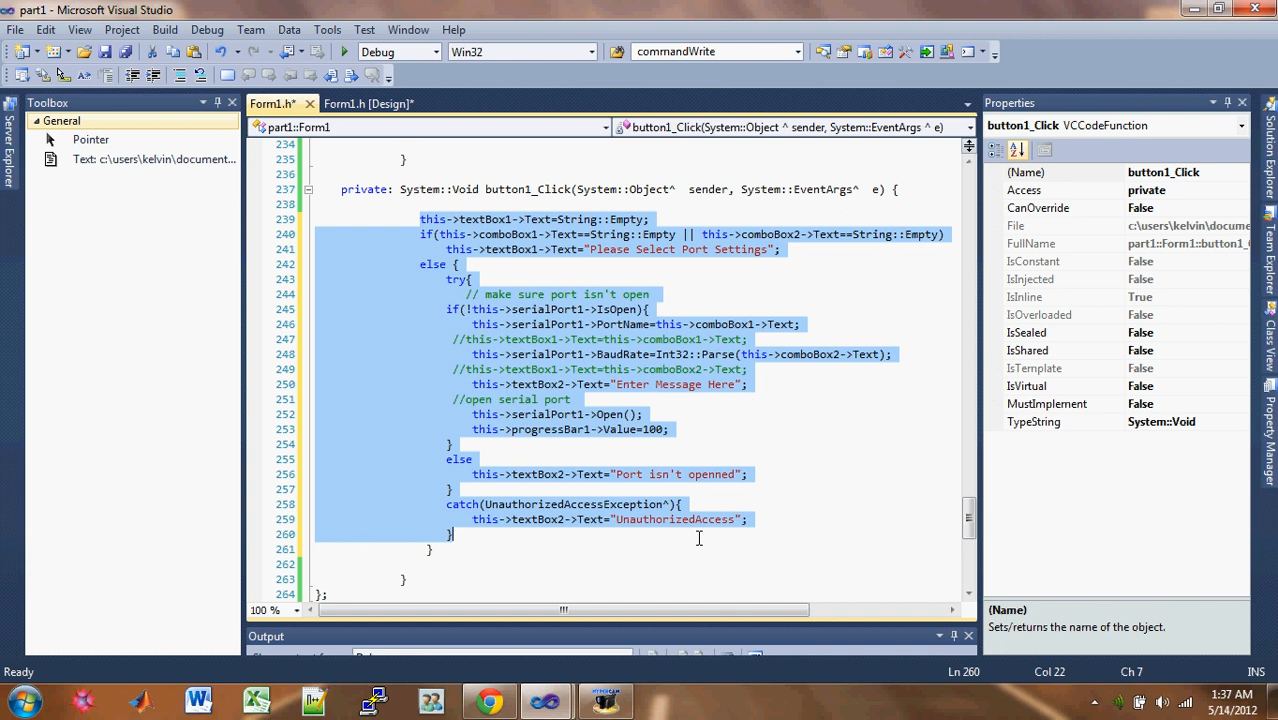 part1 - Microsoft Visual Studio
File Edit View Project Build Debug Team Data Tools Test Window Help
Debug Win32 commandWrite
Toolbox
General
Pointer
Text: c:\users\kelvin\document...
Server Explorer
Form1.h* Form1.h [Design]*
part1::Form1 button1_Click(System::Object ^ sender, System::EventArgs ^ e)
234
235 }
236
237 private: System::Void button1_Click(System::Object^ sender, System::EventArgs^ e) {
238
239 this->textBox1->Text=String::Empty;
240 if(this->comboBox1->Text==String::Empty || this->comboBox2->Text==String::Empty)
241 this->textBox1->Text="Please Select Port Settings";
242 else {
243 try{
244 // make sure port isn't open
245 if(!this->serialPort1->IsOpen){
246 this->serialPort1->PortName=this->comboBox1->Text;
247 //this->textBox1->Text=this->comboBox1->Text;
248 this->serialPort1->BaudRate=Int32::Parse(this->comboBox2->Text);
249 //this->textBox1->Text=this->comboBox2->Text;
250 this->textBox2->Text="Enter Message Here";
251 //open serial port
252 this->serialPort1->Open();
253 this->progressBar1->Value=100;
254 }
255 else
256 this->textBox2->Text="Port isn't openned";
257 }
258 catch(UnauthorizedAccessException^){
259 this->textBox2->Text="UnauthorizedAccess";
260 }
261 }
262
263 }
264 };
100 %
Output
Properties
button1_Click VCCodeFunction
(Name) button1_Click
Access private
CanOverride False
File c:\users\kelvin\docume
FullName part1::Form1::button1_
IsConstant False
IsInjected False
IsInline True
IsOverloaded False
IsSealed False
IsShared False
IsTemplate False
IsVirtual False
MustImplement False
TypeString System::Void
(Name)
Sets/returns the name of the object.
Solution Explorer
Team Explorer
Class View
Property Manager
Ready Ln 260 Col 22 Ch 7 INS
HYPERCAM
1:37 AM
5/14/2012